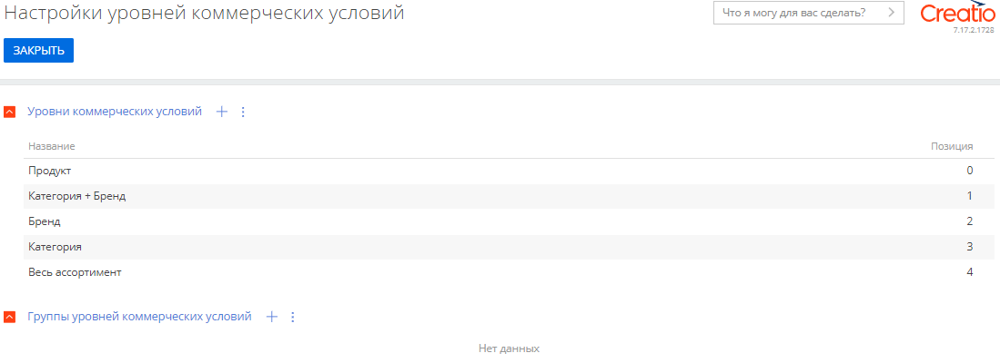 Настройки уровней коммерческих условий
Что я могу для вас сделать?
Creatio
7.17.2.1728
ЗАКРЫТЬ
Уровни коммерческих условий
Название Позиция
Продукт 0
Категория + Бренд 1
Бренд 2
Категория 3
Весь ассортимент 4
Группы уровней коммерческих условий
Нет данных